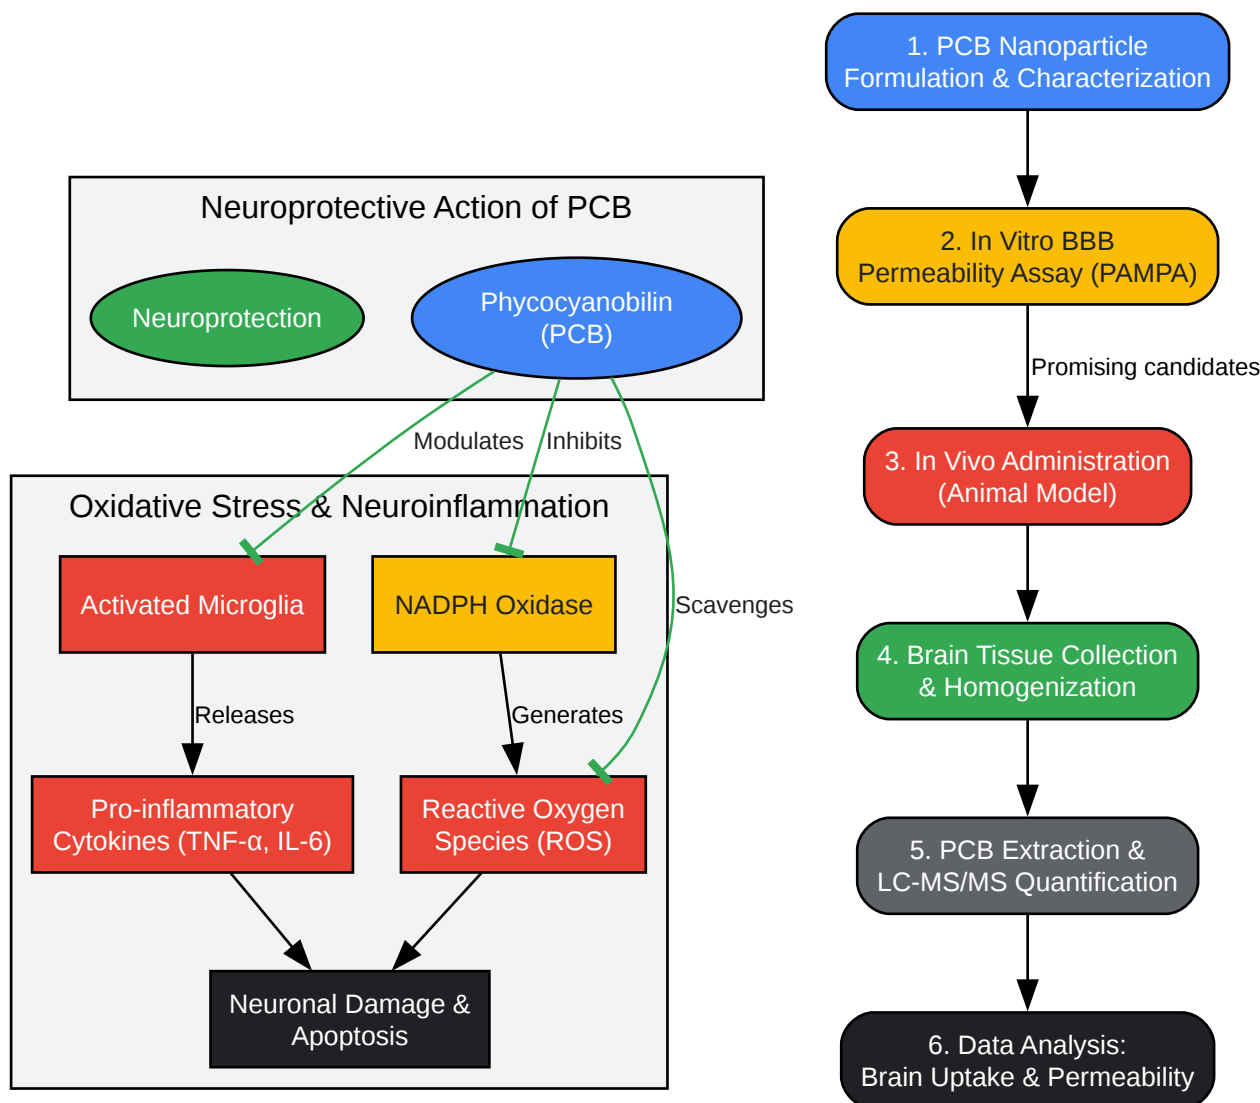 Neuroprotective Action of PCB
Neuroprotection
Phycocyanobilin
(PCB)
Modulates
Inhibits
Scavenges
Oxidative Stress & Neuroinflammation
Activated Microglia
NADPH Oxidase
Releases
Generates
Pro-inflammatory
Cytokines (TNF-α, IL-6)
Reactive Oxygen
Species (ROS)
Neuronal Damage &
Apoptosis
1. PCB Nanoparticle
Formulation & Characterization
2. In Vitro BBB
Permeability Assay (PAMPA)
Promising candidates
3. In Vivo Administration
(Animal Model)
4. Brain Tissue Collection
& Homogenization
5. PCB Extraction &
LC-MS/MS Quantification
6. Data Analysis:
Brain Uptake & Permeability